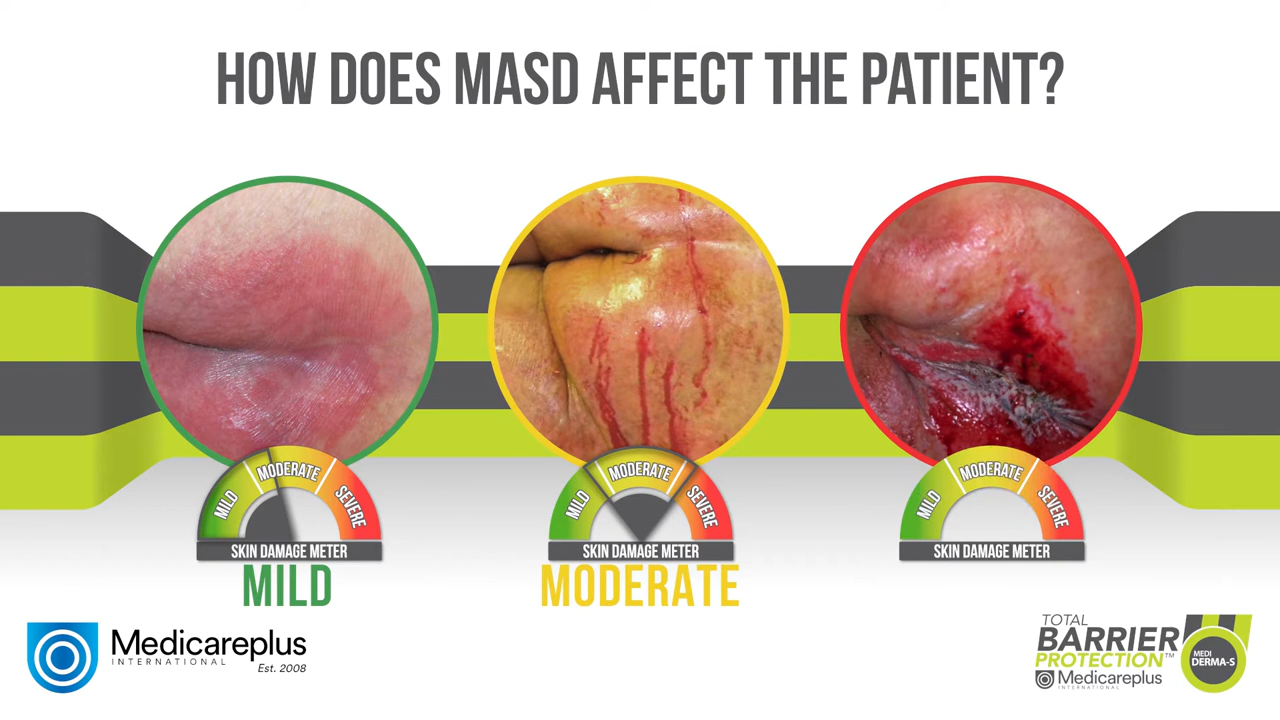 HOW DOES MASD AFFECT THE PATIENT?
MILD
MODERATE
SEVERE
SKIN DAMAGE METER
MILD
MILD
MODERATE
SEVERE
SKIN DAMAGE METER
MODERATE
MILD
MODERATE
SEVERE
SKIN DAMAGE METER
Medicareplus
INTERNATIONAL
Est. 2008
TOTAL
BARRIER
PROTECTION™
Medicareplus
INTERNATIONAL
MEDI
DERMA-S